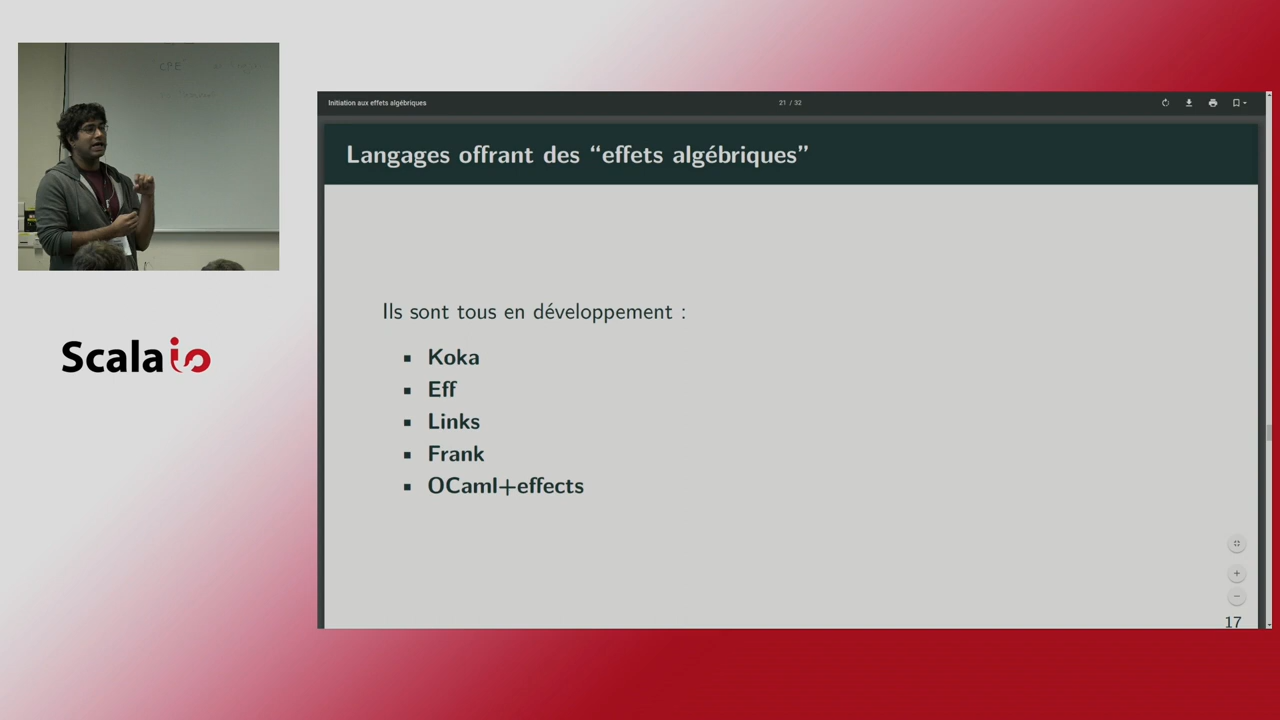 CPE
Scala io
Initiation aux effets algébriques
21 / 32
Langages offrant des “effets algébriques”
Ils sont tous en développement :
▪ Koka
▪ Eff
▪ Links
▪ Frank
▪ OCaml+effects
17